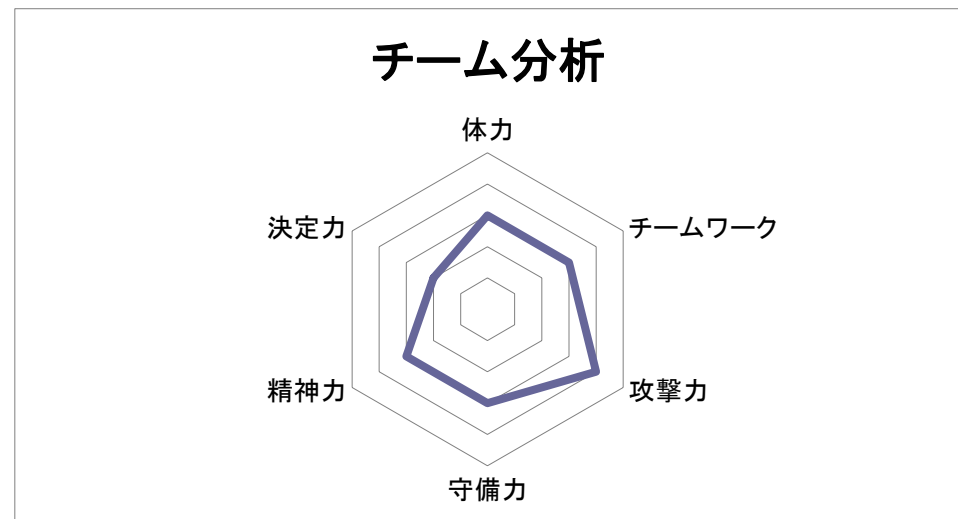 チーム分析
体力
決定力
チームワーク
精神力
攻撃力
守備力